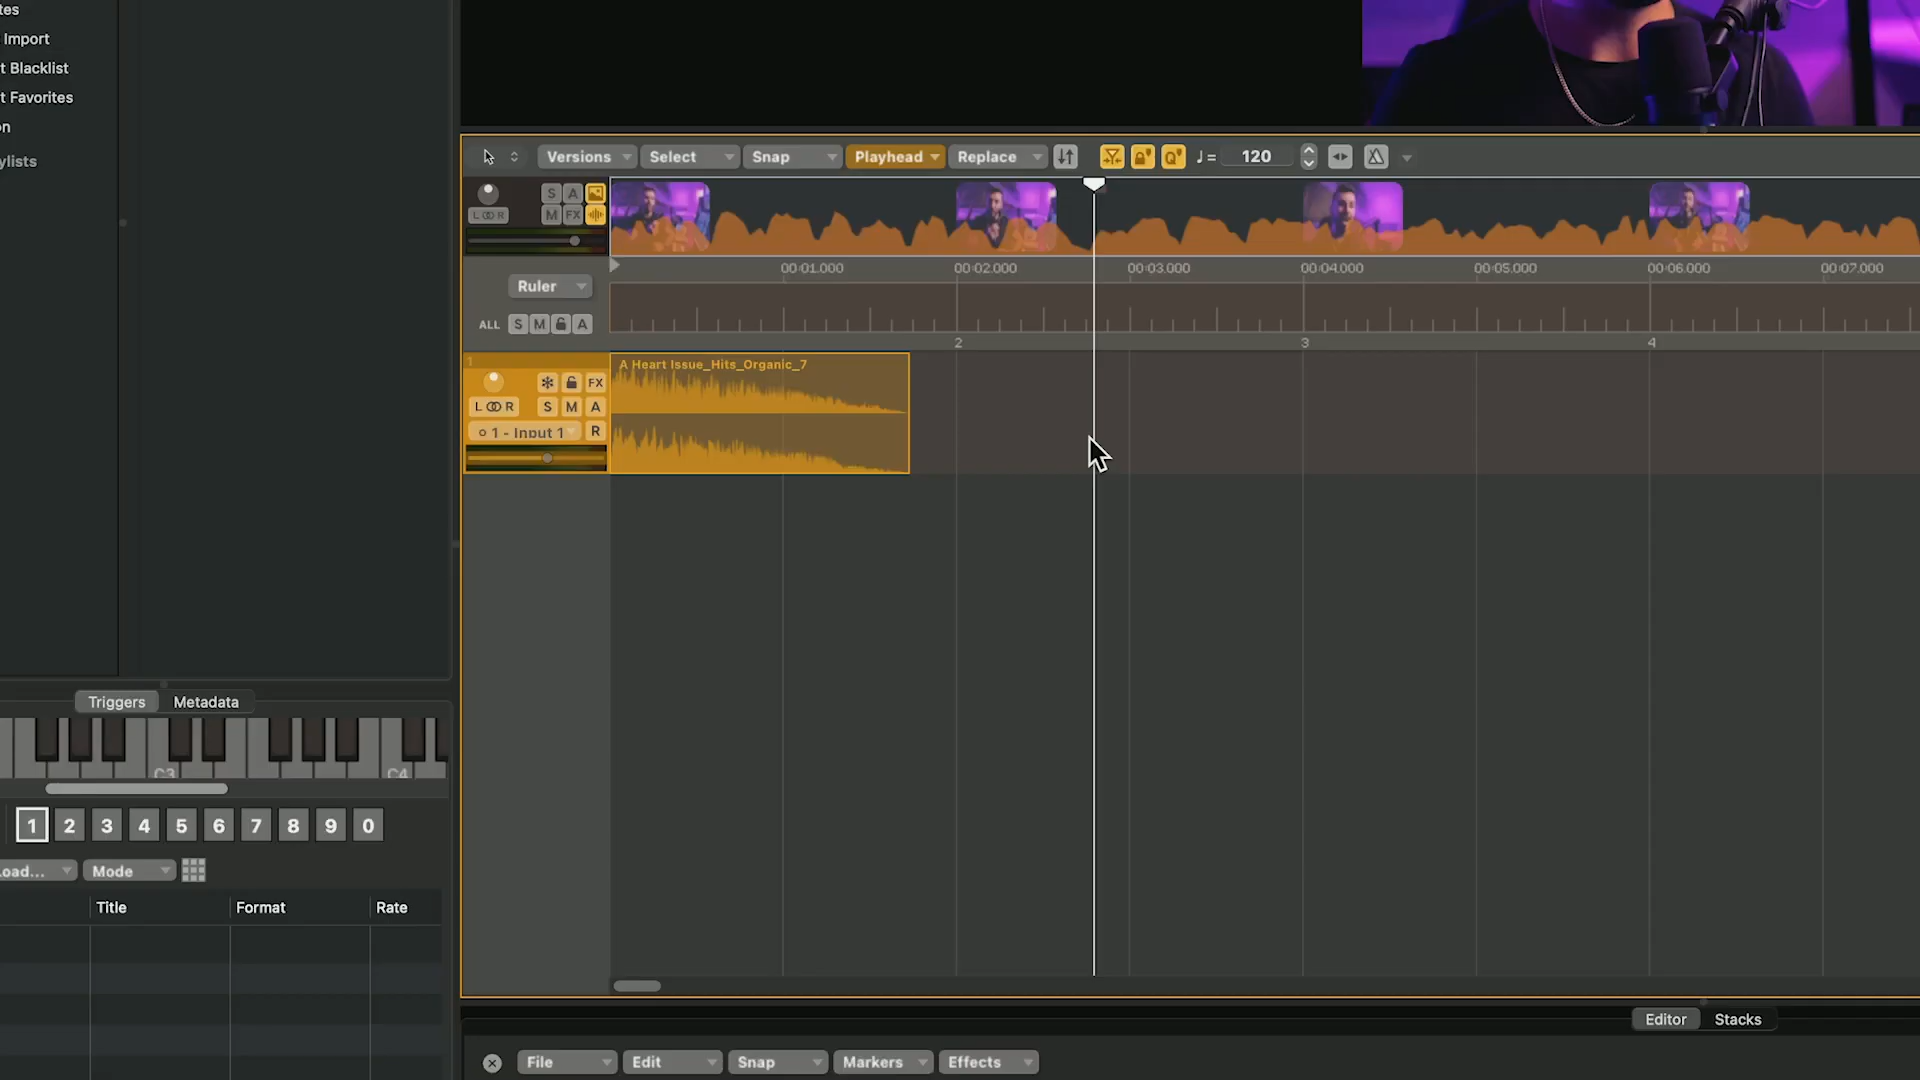 tes
Import
t Blacklist
t Favorites
on
ylists
Versions Select Snap Playhead Replace ♩= 120
S A
L R M FX
00:01.000 00:02.000 00:03.000 00:04.000 00:05.000 00:06.000 00:07.000
Ruler
ALL S M A
2 3 4
1
A Heart Issue_Hits_Organic_7
FX
L R S M A
1 - Input 1 R
Triggers Metadata
C3 C4
1 2 3 4 5 6 7 8 9 0
Load... Mode
Title Format Rate
Editor Stacks
File Edit Snap Markers Effects